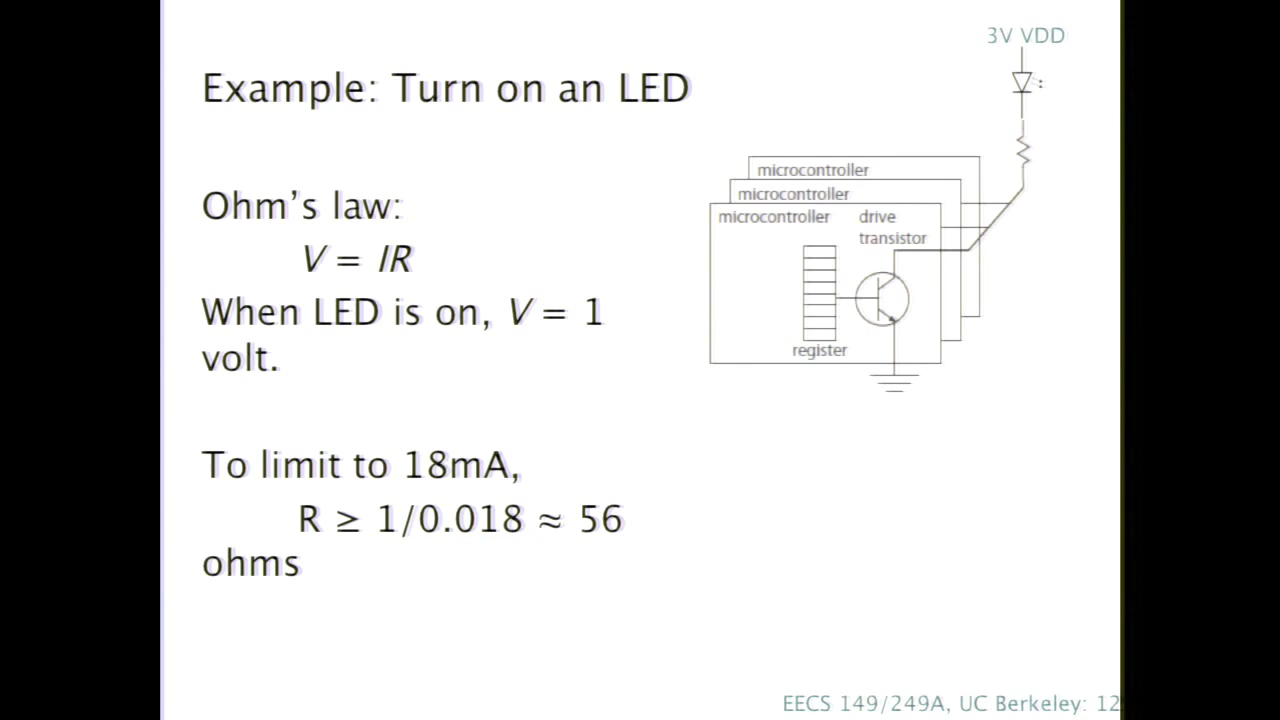 3V VDD
Example: Turn on an LED
microcontroller
microcontroller
microcontroller drive
transistor
Ohm’s law:
V = IR
When LED is on, V = 1
volt.
register
To limit to 18mA,
R ≥ 1/0.018 ≈ 56
ohms
EECS 149/249A, UC Berkeley: 12